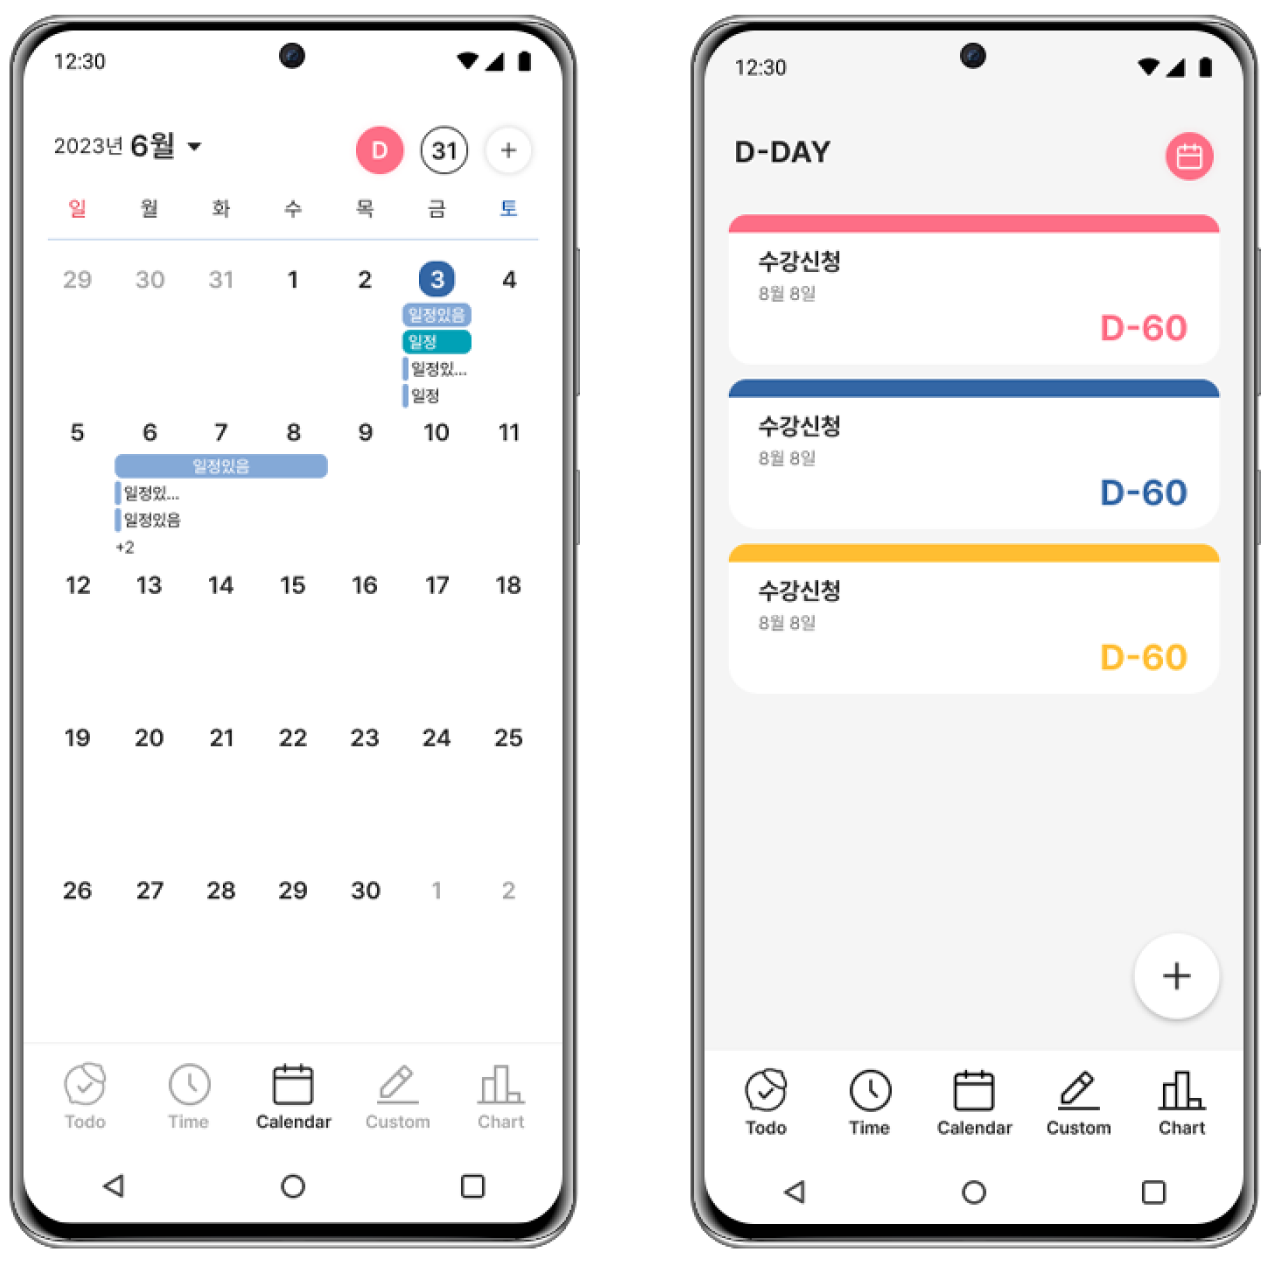 12:30
2023년 6월
D
31
+
일 월 화 수 목 금 토
29 30 31 1 2 3 4
일정있음
일정
일정있...
일정
5 6 7 8 9 10 11
일정있음
일정있...
일정있음
+2
12 13 14 15 16 17 18
19 20 21 22 23 24 25
26 27 28 29 30 1 2
Todo Time Calendar Custom Chart
12:30
D-DAY
수강신청
8월 8일
D-60
수강신청
8월 8일
D-60
수강신청
8월 8일
D-60
+
Todo Time Calendar Custom Chart